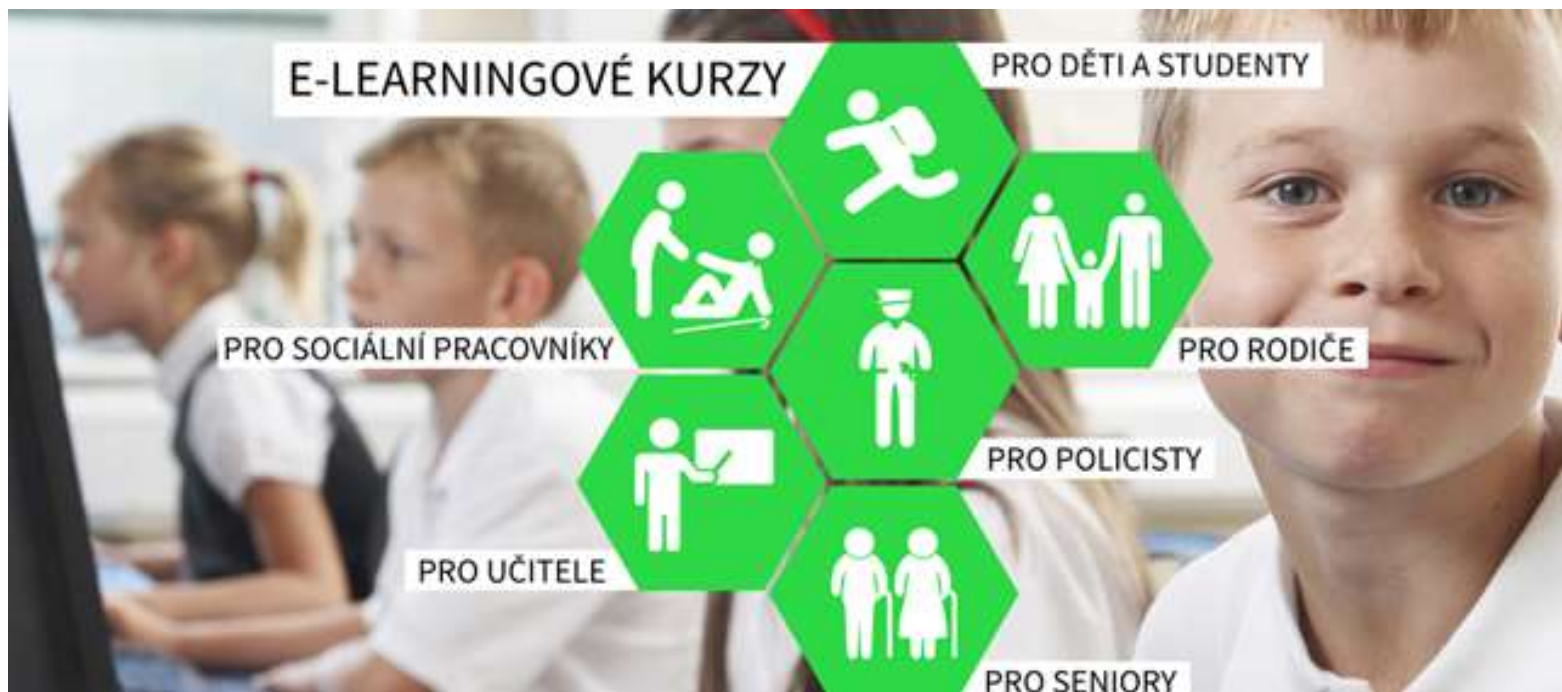 E-LEARNINGOVÉ KURZY
PRO DĚTI A STUDENTY
PRO SOCIÁLNÍ PRACOVNÍKY
PRO RODIČE
PRO POLICISTY
PRO UČITELE
PRO SENIORY